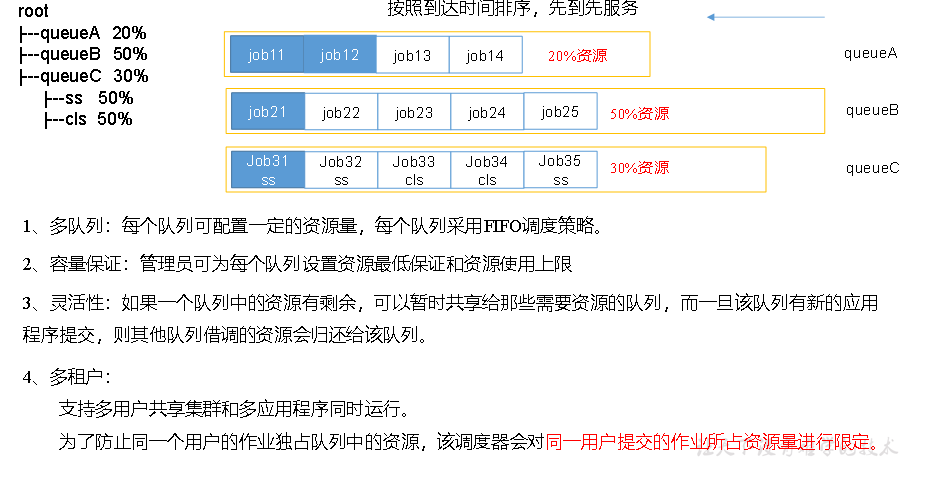 root
├--queueA 20%
├--queueB 50%
├--queueC 30%
├--ss 50%
├--cls 50%
按照到达时间排序，先到先服务
job11 job12 job13 job14 20%资源 queueA
job21 job22 job23 job24 job25 50%资源 queueB
Job31 Job32 Job33 Job34 Job35
ss ss cls cls ss
30%资源 queueC
1、多队列：每个队列可配置一定的资源量，每个队列采用FIFO调度策略。
2、容量保证：管理员可为每个队列设置资源最低保证和资源使用上限
3、灵活性：如果一个队列中的资源有剩余，可以暂时共享给那些需要资源的队列，而一旦该队列有新的应用
程序提交，则其他队列借调的资源会归还给该队列。
4、多租户：
支持多用户共享集群和多应用程序同时运行。
为了防止同一个用户的作业独占队列中的资源，该调度器会对同一用户提交的作业所占资源量进行限定。